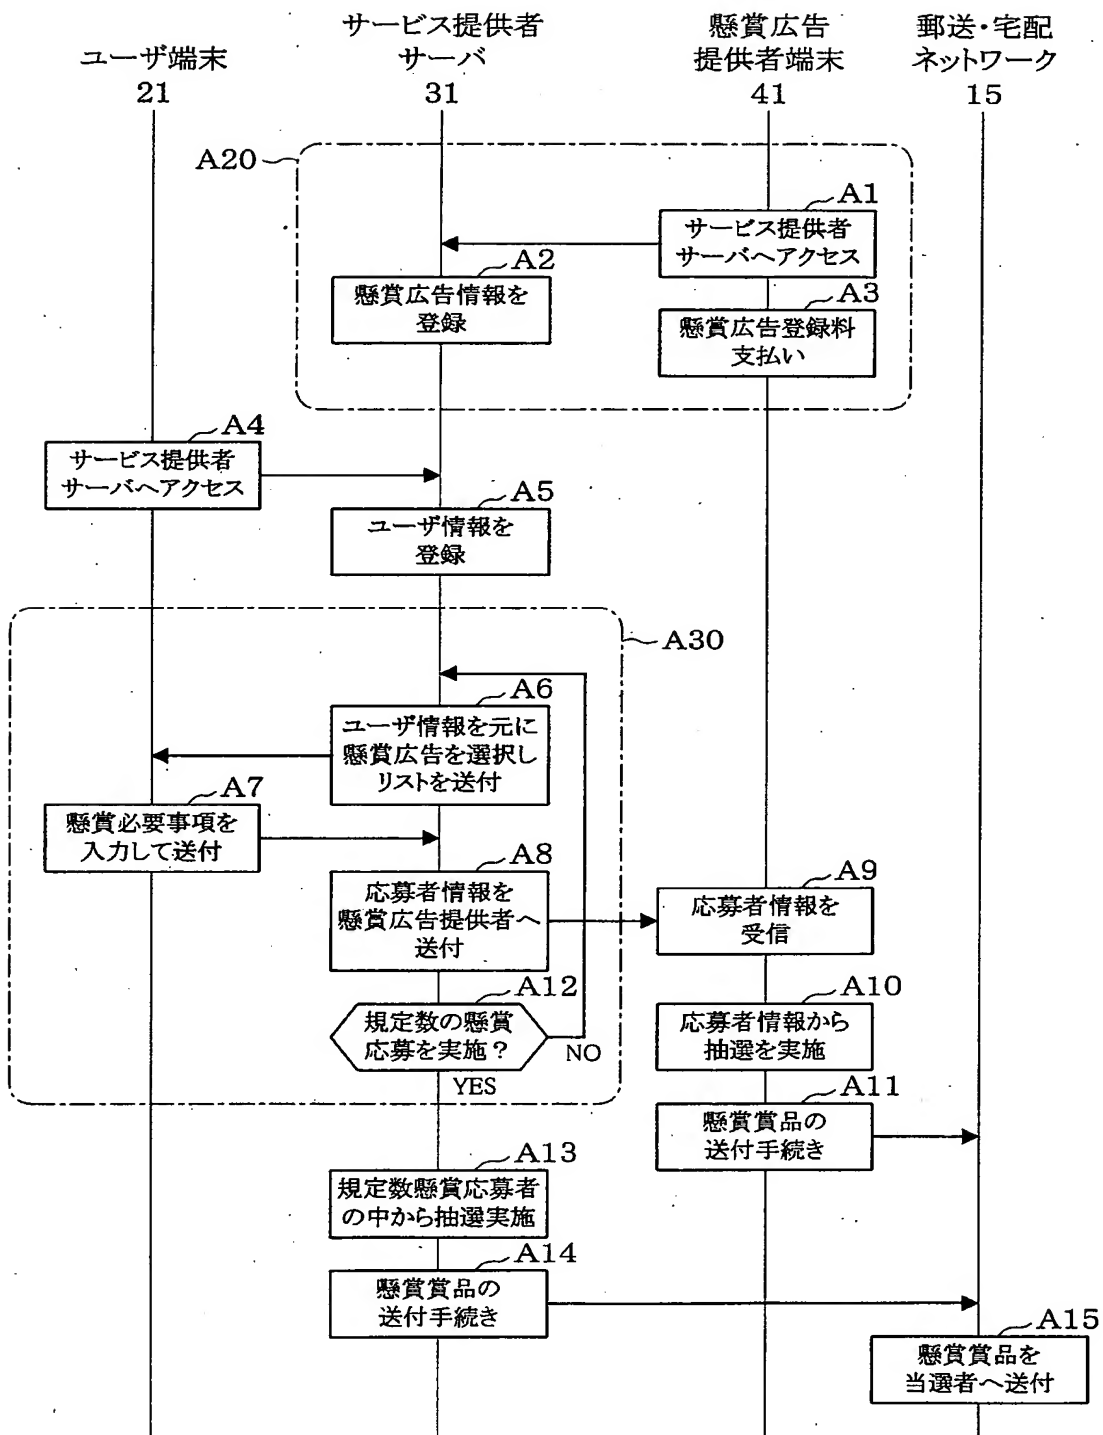 ユーザ端末
21
サービス提供者
サーバ
31
懸賞広告
提供者端末
41
郵送・宅配
ネットワーク
15
A20
A1
サービス提供者
サーバへアクセス
A2
懸賞広告情報を
登録
A3
懸賞広告登録料
支払い
A4
サービス提供者
サーバへアクセス
A5
ユーザ情報を
登録
A30
A6
ユーザ情報を元に
懸賞広告を選択し
リストを送付
A7
懸賞必要事項を
入力して送付
A8
応募者情報を
懸賞広告提供者へ
送付
A9
応募者情報を
受信
A12
規定数の懸賞
応募を実施?
NO
YES
A10
応募者情報から
抽選を実施
A11
懸賞賞品の
送付手続き
A13
規定数懸賞応募者
の中から抽選実施
A14
懸賞賞品の
送付手続き
A15
懸賞賞品を
当選者へ送付